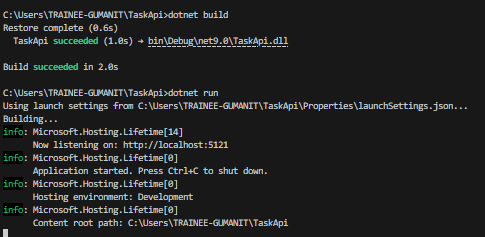 C:\Users\TRAINEE-GUMANIT\TaskApi>dotnet build
Restore complete (0.6s)
  TaskApi succeeded (1.0s) → bin\Debug\net9.0\TaskApi.dll

Build succeeded in 2.0s

C:\Users\TRAINEE-GUMANIT\TaskApi>dotnet run
Using launch settings from C:\Users\TRAINEE-GUMANIT\TaskApi\Properties\launchSettings.json...
Building...
info: Microsoft.Hosting.Lifetime[14]
      Now listening on: http://localhost:5121
info: Microsoft.Hosting.Lifetime[0]
      Application started. Press Ctrl+C to shut down.
info: Microsoft.Hosting.Lifetime[0]
      Hosting environment: Development
info: Microsoft.Hosting.Lifetime[0]
      Content root path: C:\Users\TRAINEE-GUMANIT\TaskApi